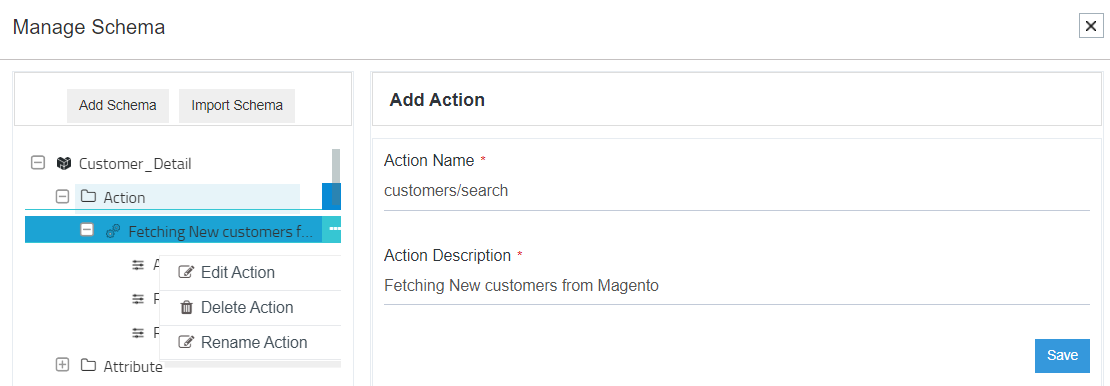 Manage Schema
Add Schema Import Schema
Customer_Detail
Action
Fetching New customers f...
Edit Action
Delete Action
Rename Action
Attribute
Add Action
Action Name *
customers/search
Action Description *
Fetching New customers from Magento
Save